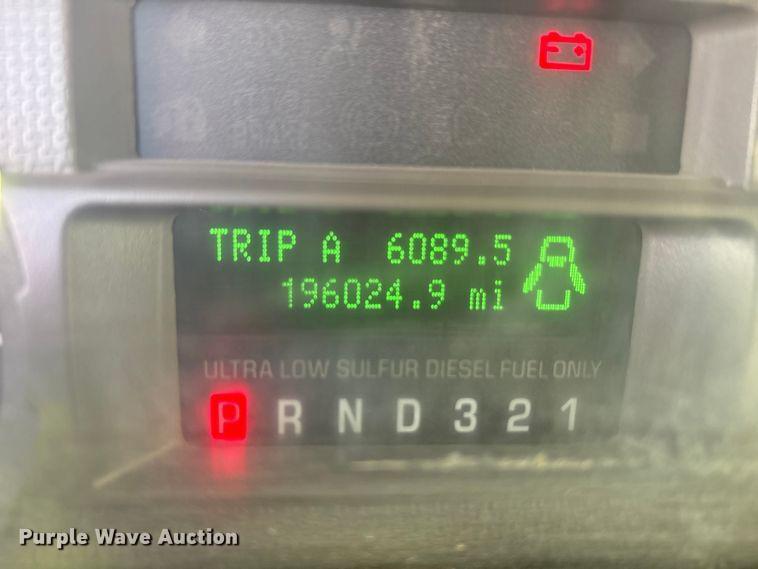 TRIP A 6089.5
196024.9 mi
ULTRA LOW SULFUR DIESEL FUEL ONLY
P R N D 3 2 1
Purple Wave Auction